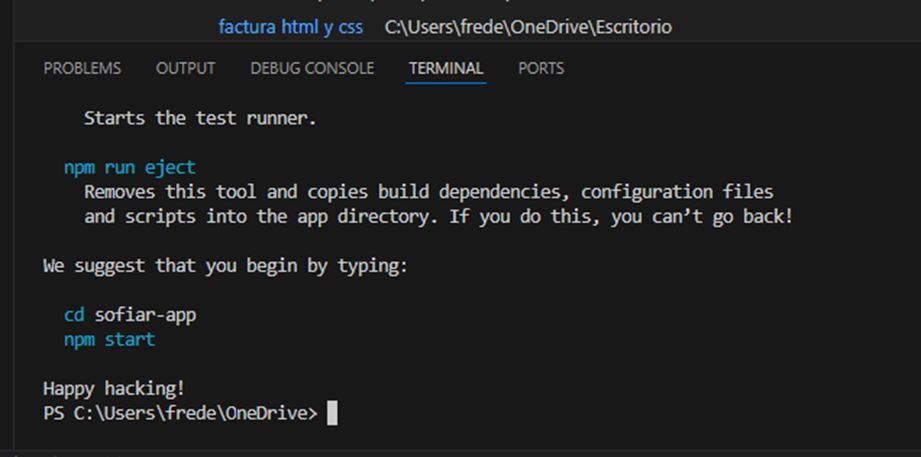 factura html y css C:\Users\frede\OneDrive\Escritorio
PROBLEMS OUTPUT DEBUG CONSOLE TERMINAL PORTS
Starts the test runner.
npm run eject
Removes this tool and copies build dependencies, configuration files
and scripts into the app directory. If you do this, you can’t go back!
We suggest that you begin by typing:
cd sofiar-app
npm start
Happy hacking!
PS C:\Users\frede\OneDrive>